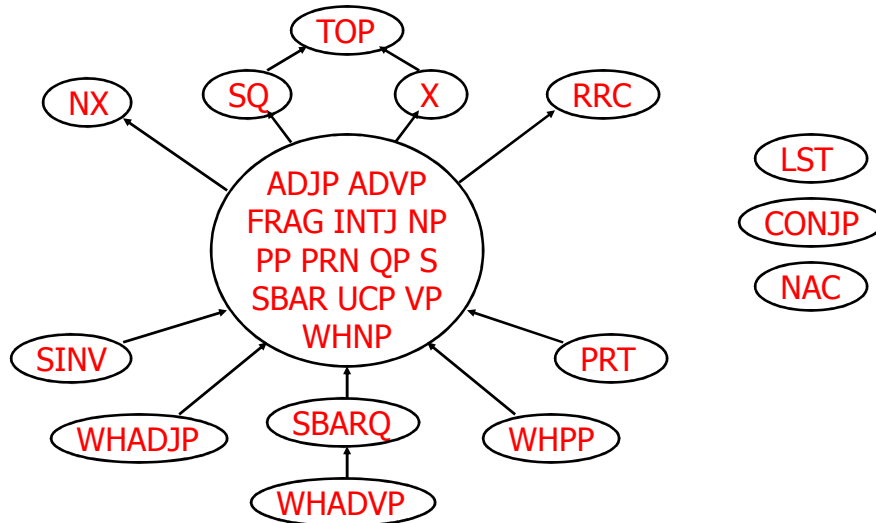 TOP
SQ
X
NX
RRC
ADJP ADVP
FRAG INTJ NP
PP PRN QP S
SBAR UCP VP
WHNP
LST
CONJP
NAC
SINV
PRT
WHADJP
SBARQ
WHPP
WHADVP